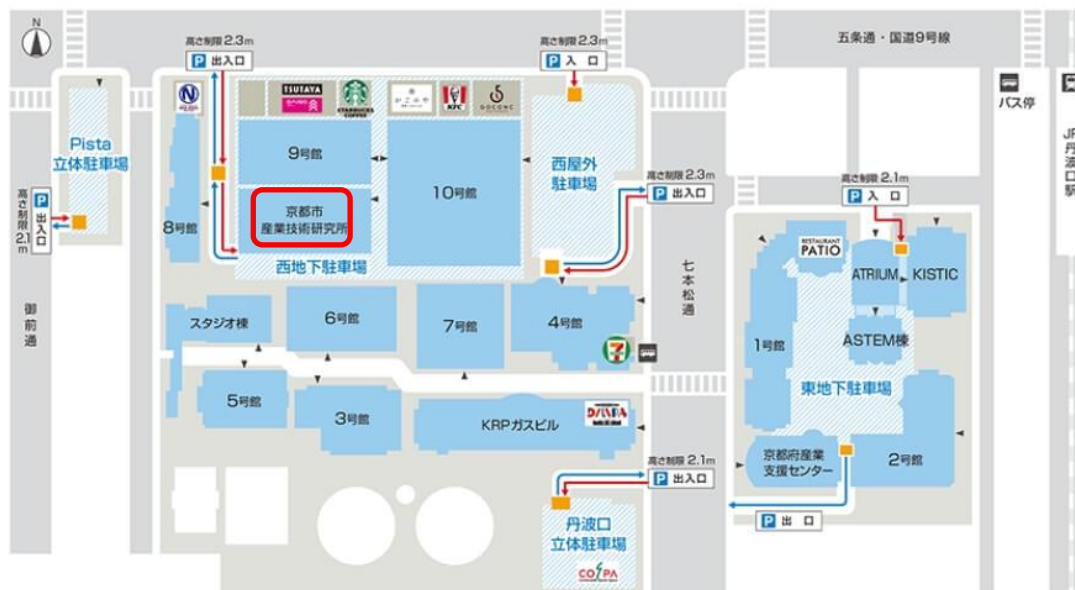 N
高さ制限 2.3m
P 出入口
高さ制限 2.3m
P 入 口
五条通・国道9号線
バス停
JR丹波口駅
TSUTAYA
STARBUCKS COFFEE
かごの屋
KFC
GOCONC
Pista
立体駐車場
高さ制限 2.1m
P 出入口
8号館
9号館
10号館
京都市
産業技術研究所
西地下駐車場
西屋外
駐車場
高さ制限 2.3m
P 出入口
高さ制限 2.1m
P 入 口
御前通
七本松通
スタジオ棟
6号館
7号館
4号館
7
5号館
3号館
KRPガスビル
RESTAURANT
PATIO
ATRIUM
KISTIC
1号館
ASTEM棟
東地下駐車場
京都府産業
支援センター
2号館
P 出 口
高さ制限 2.1m
P 出入口
丹波口
立体駐車場
COSPA